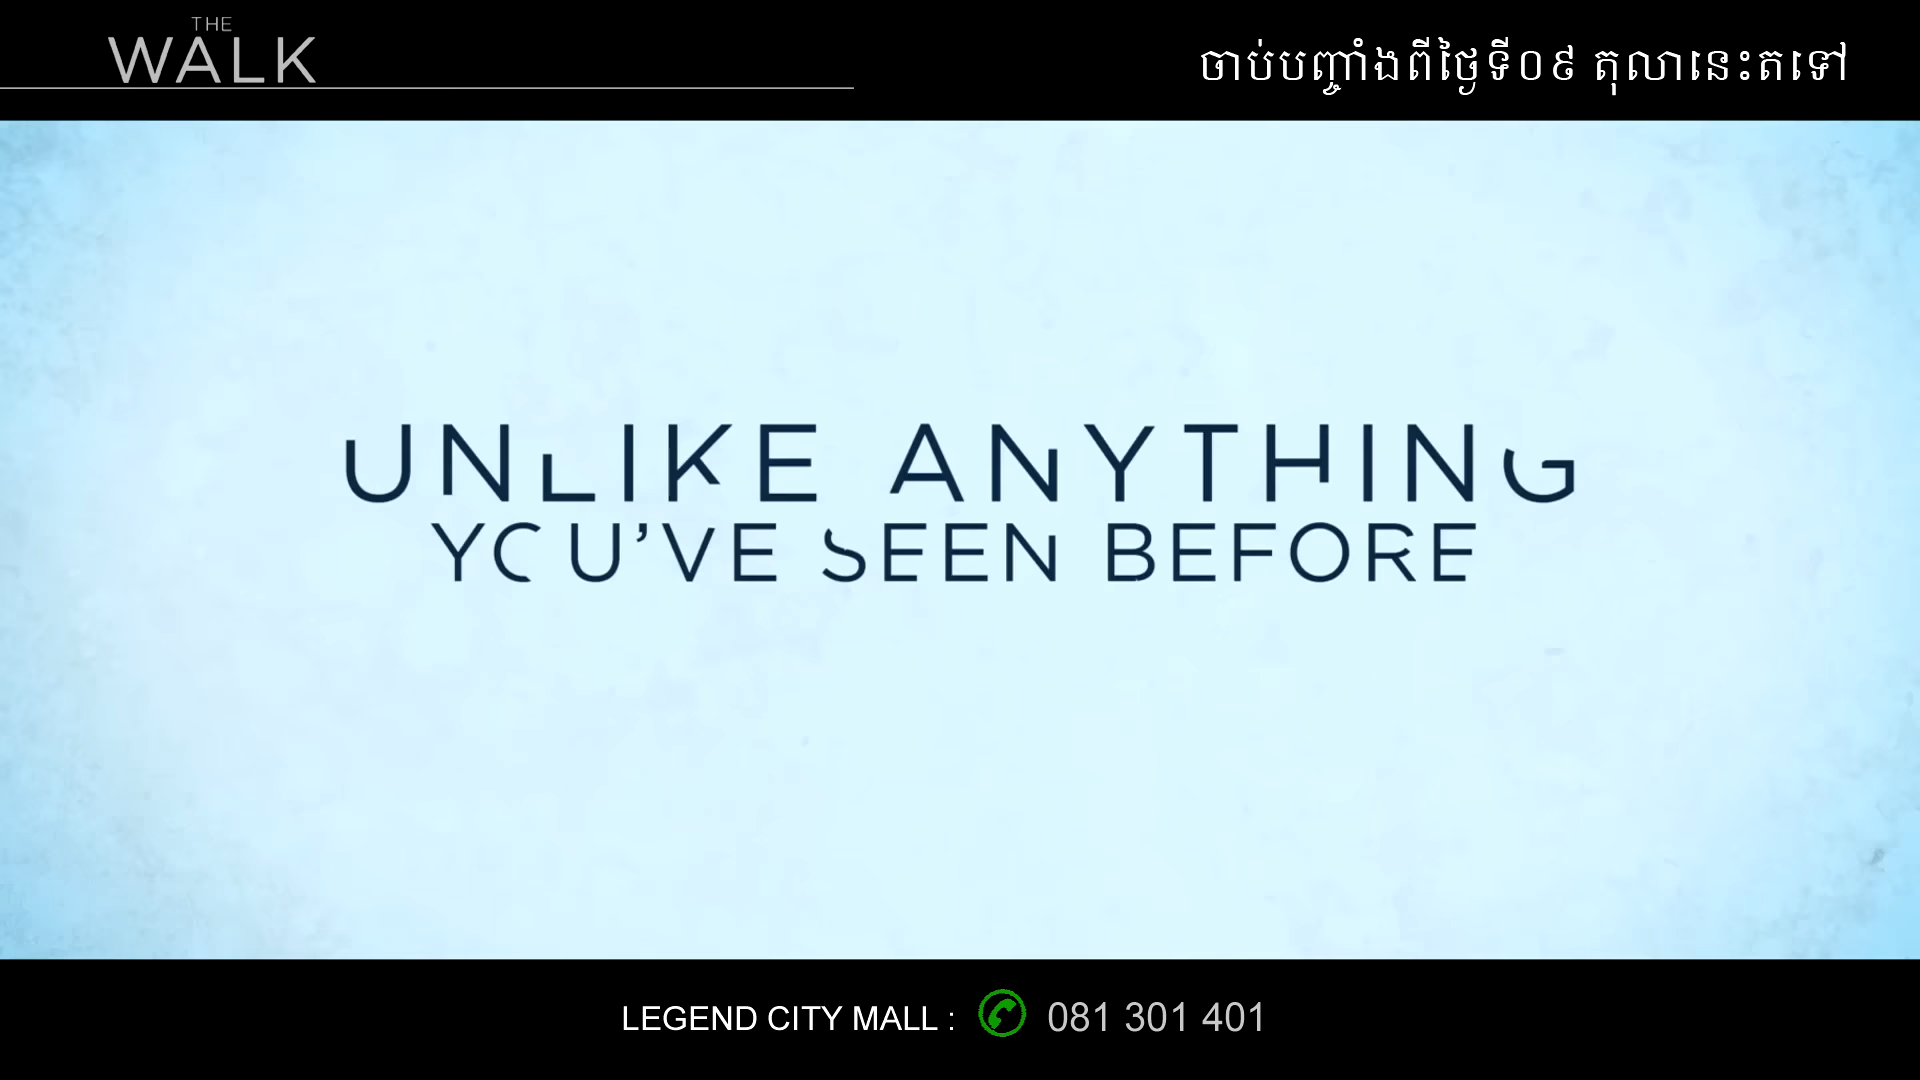 THE
WALK
ចាប់បញ្ចាំងពីថ្ងៃទី០៩ តុលានេះតទៅ
UNLIKE ANYTHING
YOU'VE SEEN BEFORE
LEGEND CITY MALL : 081 301 401